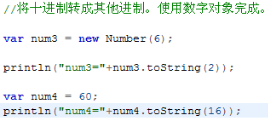 //将十进制转成其他进制。使用数字对象完成。
var num3 = new Number(6);
println("num3="+num3.toString(2));
var num4 = 60;
println("num4="+num4.toString(16));